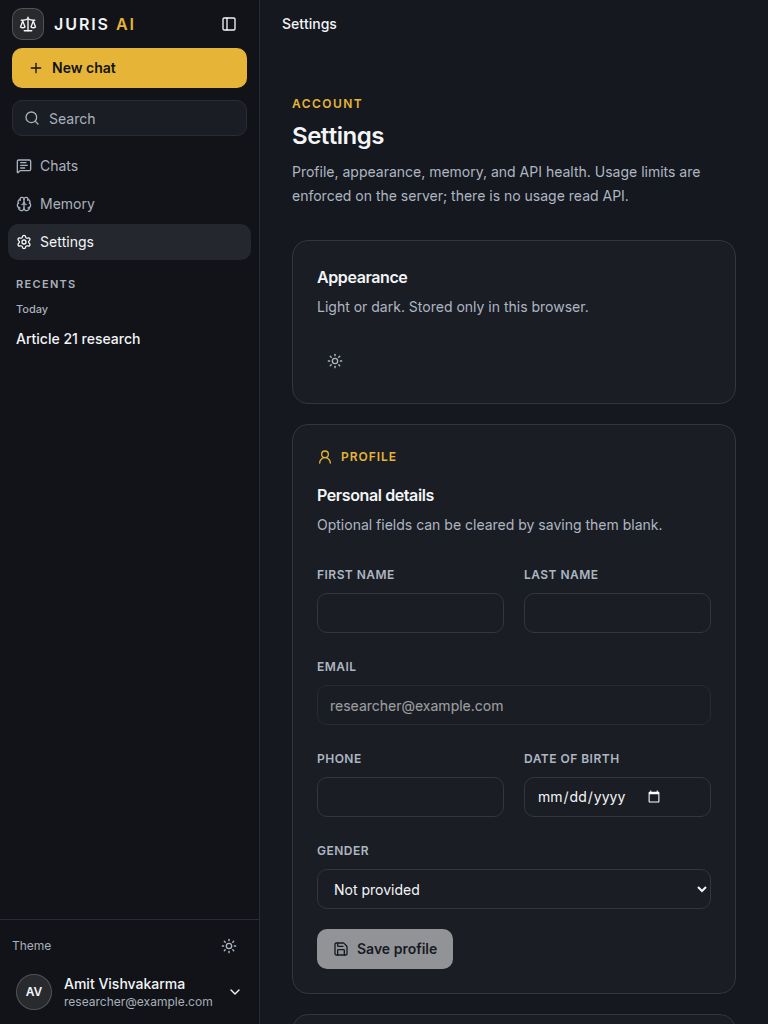 JURIS AI
New chat
Search
Chats
Memory
Settings
RECENTS
Today
Article 21 research
Theme
AV
Amit Vishvakarma
researcher@example.com
Settings
ACCOUNT
Settings
Profile, appearance, memory, and API health. Usage limits are
enforced on the server; there is no usage read API.
Appearance
Light or dark. Stored only in this browser.
PROFILE
Personal details
Optional fields can be cleared by saving them blank.
FIRST NAME LAST NAME
EMAIL
researcher@example.com
PHONE DATE OF BIRTH
mm/dd/yyyy
GENDER
Not provided
Save profile